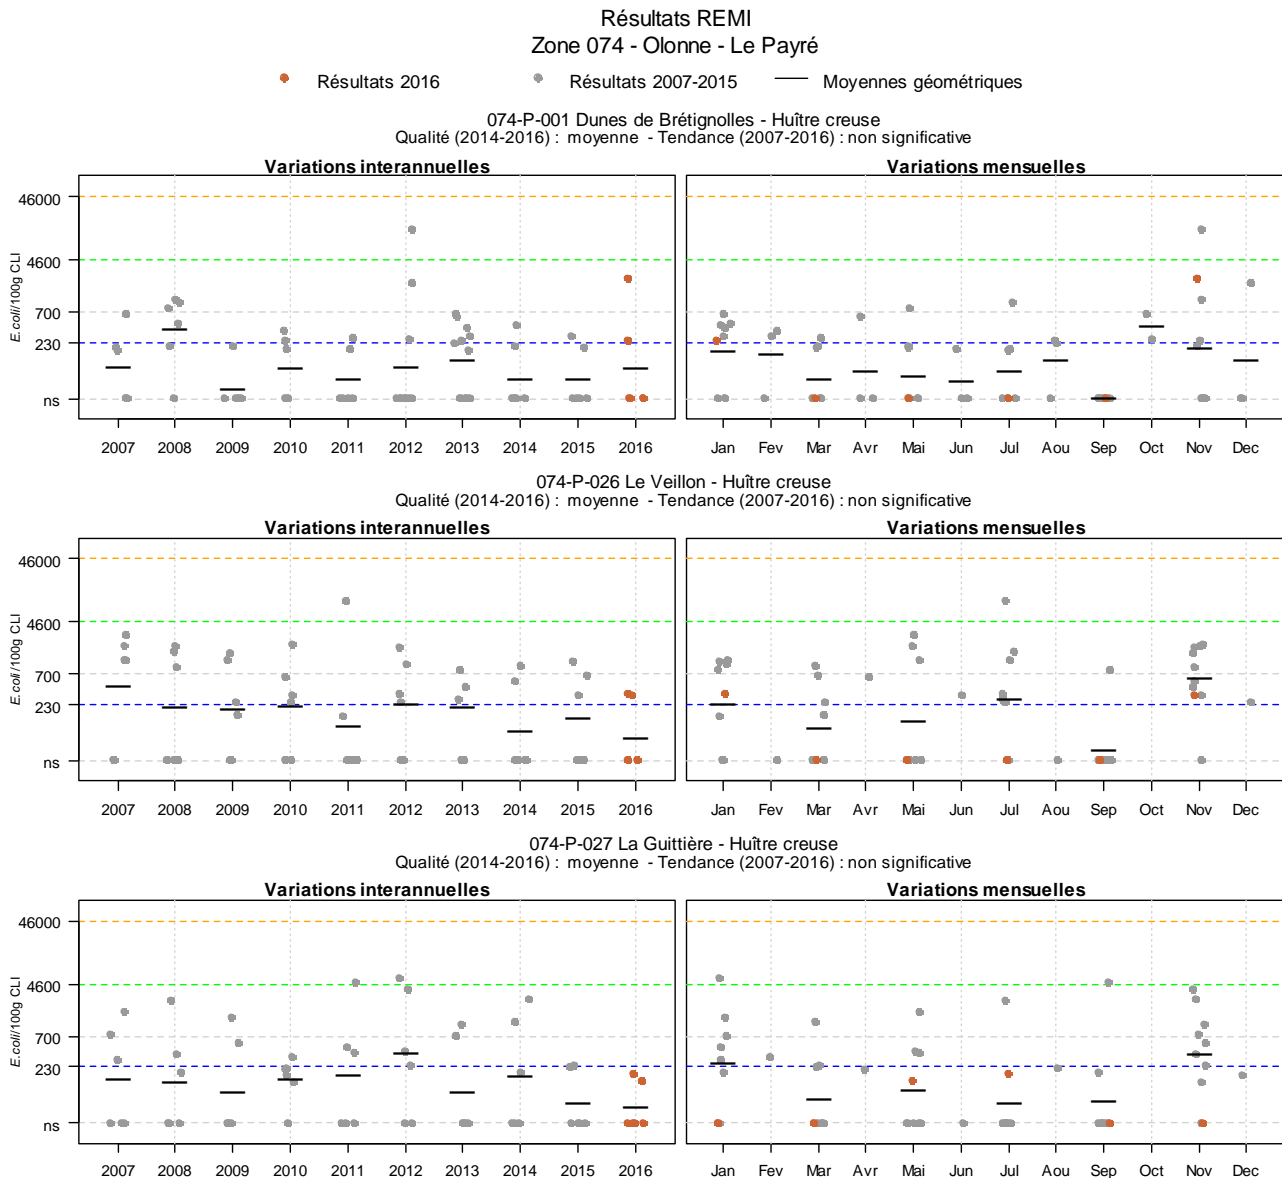 Résultats REMI
Zone 074 - Olonne - Le Payré
Résultats 2016 Résultats 2007-2015 Moyennes géométriques
074-P-001 Dunes de Brétignolles - Huître creuse
Qualité (2014-2016) : moyenne - Tendance (2007-2016) : non significative
Variations interannuelles Variations mensuelles
E.coli/100g CLI
46000
4600
700
230
ns
2007 2008 2009 2010 2011 2012 2013 2014 2015 2016 Jan Fev Mar Avr Mai Jun Jul Aou Sep Oct Nov Dec
074-P-026 Le Veillon - Huître creuse
Qualité (2014-2016) : moyenne - Tendance (2007-2016) : non significative
Variations interannuelles Variations mensuelles
E.coli/100g CLI
46000
4600
700
230
ns
2007 2008 2009 2010 2011 2012 2013 2014 2015 2016 Jan Fev Mar Avr Mai Jun Jul Aou Sep Oct Nov Dec
074-P-027 La Guittière - Huître creuse
Qualité (2014-2016) : moyenne - Tendance (2007-2016) : non significative
Variations interannuelles Variations mensuelles
E.coli/100g CLI
46000
4600
700
230
ns
2007 2008 2009 2010 2011 2012 2013 2014 2015 2016 Jan Fev Mar Avr Mai Jun Jul Aou Sep Oct Nov Dec